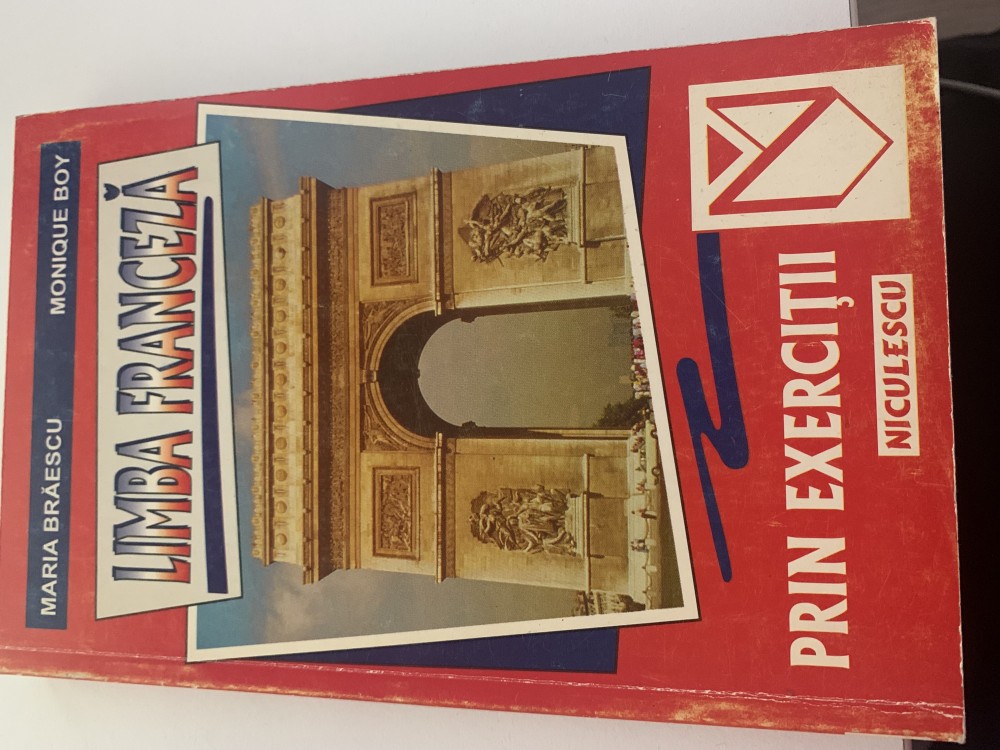 MARIA BRĂESCU MONIQUE BOY
LIMBA FRANCEZĂ
PRIN EXERCIȚII
NICULESCU